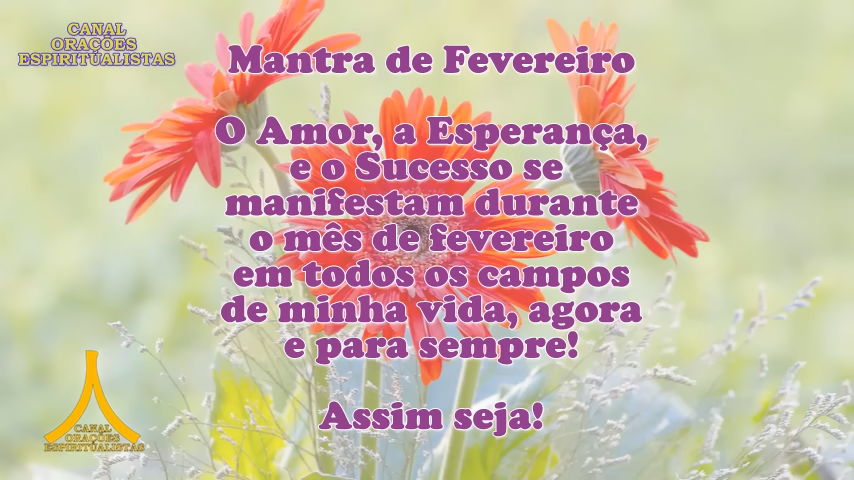 CANAL
ORAÇÕES
ESPIRITUALISTAS
Mantra de Fevereiro
O Amor, a Esperança,
e o Sucesso se
manifestam durante
o mês de fevereiro
em todos os campos
de minha vida, agora
e para sempre!
Assim seja!
CANAL
ORAÇÕES
ESPIRITUALISTAS